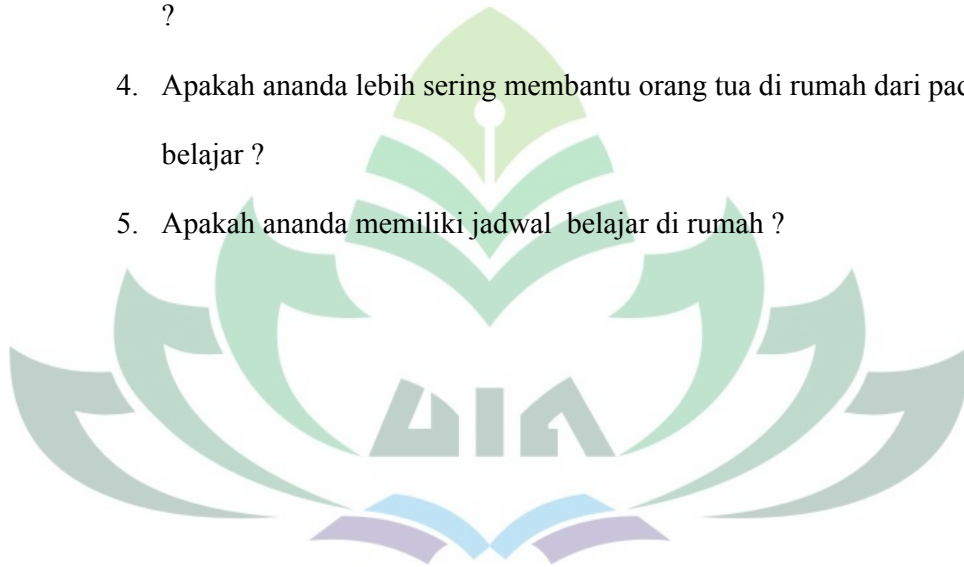 ?
4. Apakah ananda lebih sering membantu orang tua di rumah dari
belajar ?
5. Apakah ananda memiliki jadwal belajar di rumah ?
UIN